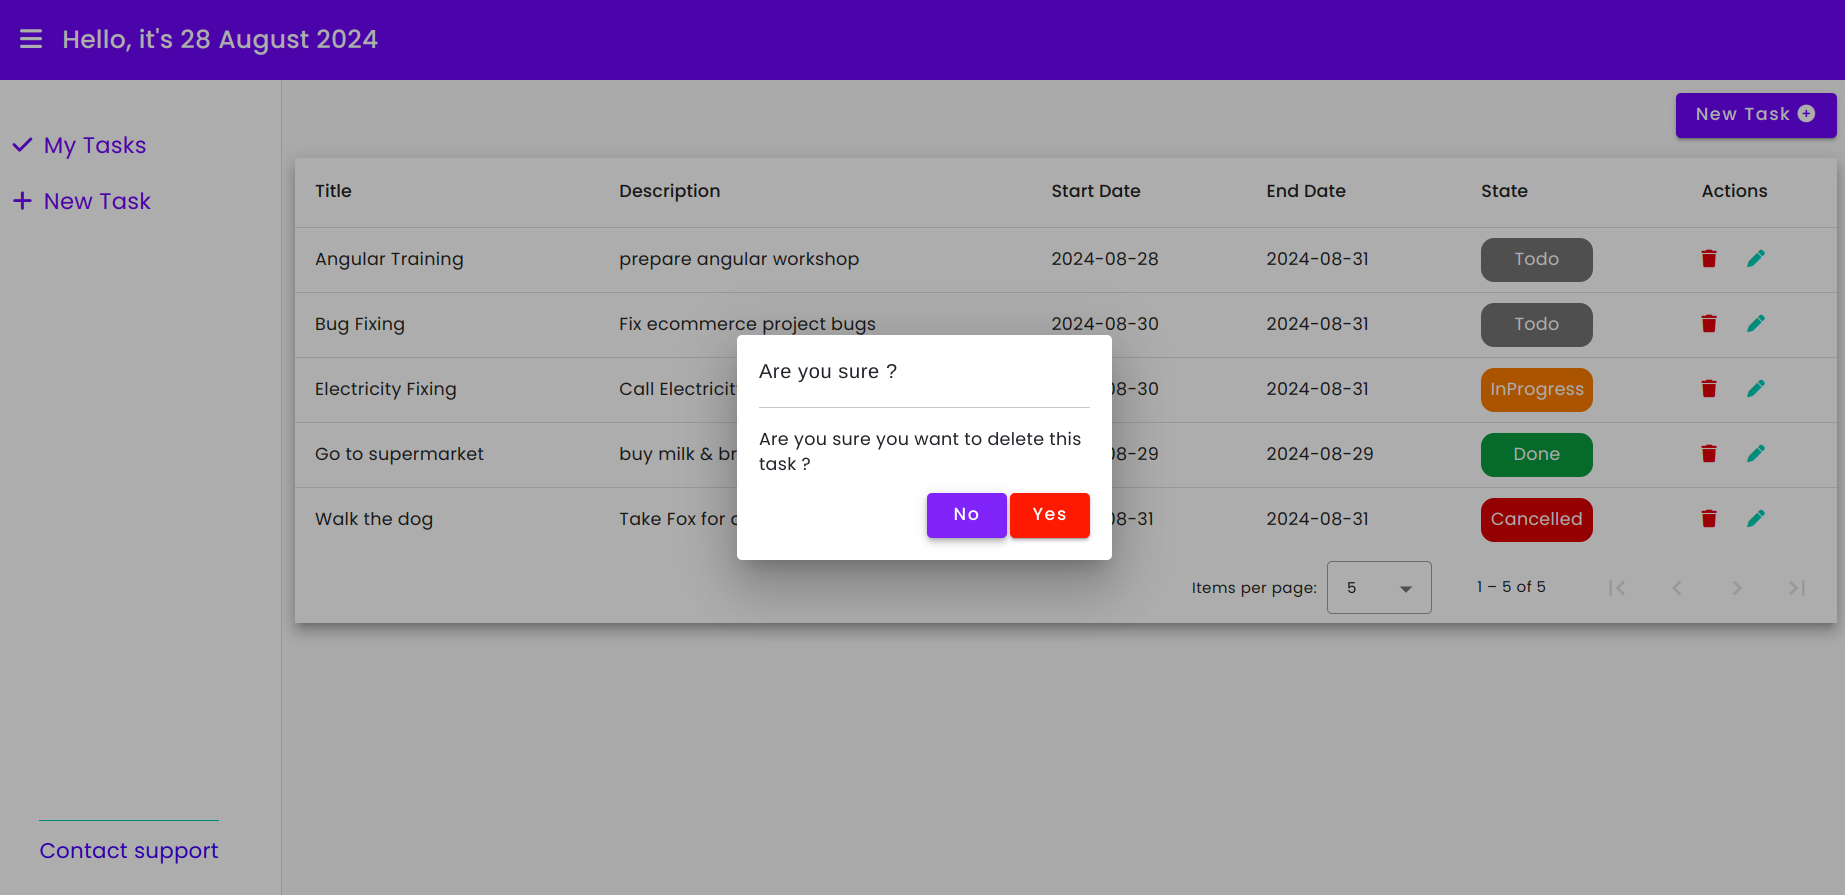 Hello, it's 28 August 2024
My Tasks
New Task
New Task
Title Description Start Date End Date State Actions
Angular Training prepare angular workshop 2024-08-28 2024-08-31 Todo
Bug Fixing Fix ecommerce project bugs 2024-08-30 2024-08-31 Todo
Electricity Fixing Call 8-30 2024-08-31 InProgress
Go to supermarket buy milk & 8-29 2024-08-29 Done
Walk the dog Take Fox for 8-31 2024-08-31 Cancelled
Are you sure ?
Are you sure you want to delete this
task ?
No Yes
Items per page: 5 1 – 5 of 5
Contact support